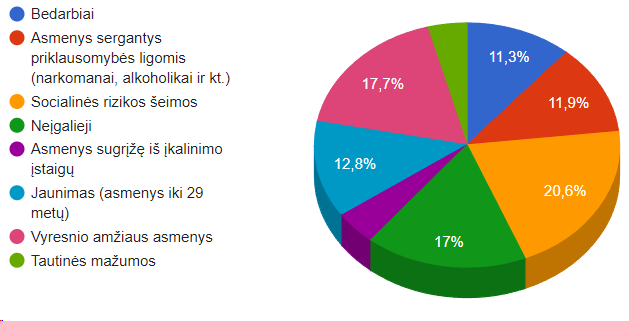 Bedarbiai
Asmenys sergantys
priklausomybės ligomis
(narkomanai, alkoholikai ir kt.)
Socialinės rizikos šeimos
Neįgalieji
Asmenys sugrįžę iš įkalinimo
įstaigų
Jaunimas (asmenys iki 29
metų)
Vyresnio amžiaus asmenys
Tautinės mažumos
11,3%
11,9%
20,6%
17%
12,8%
17,7%